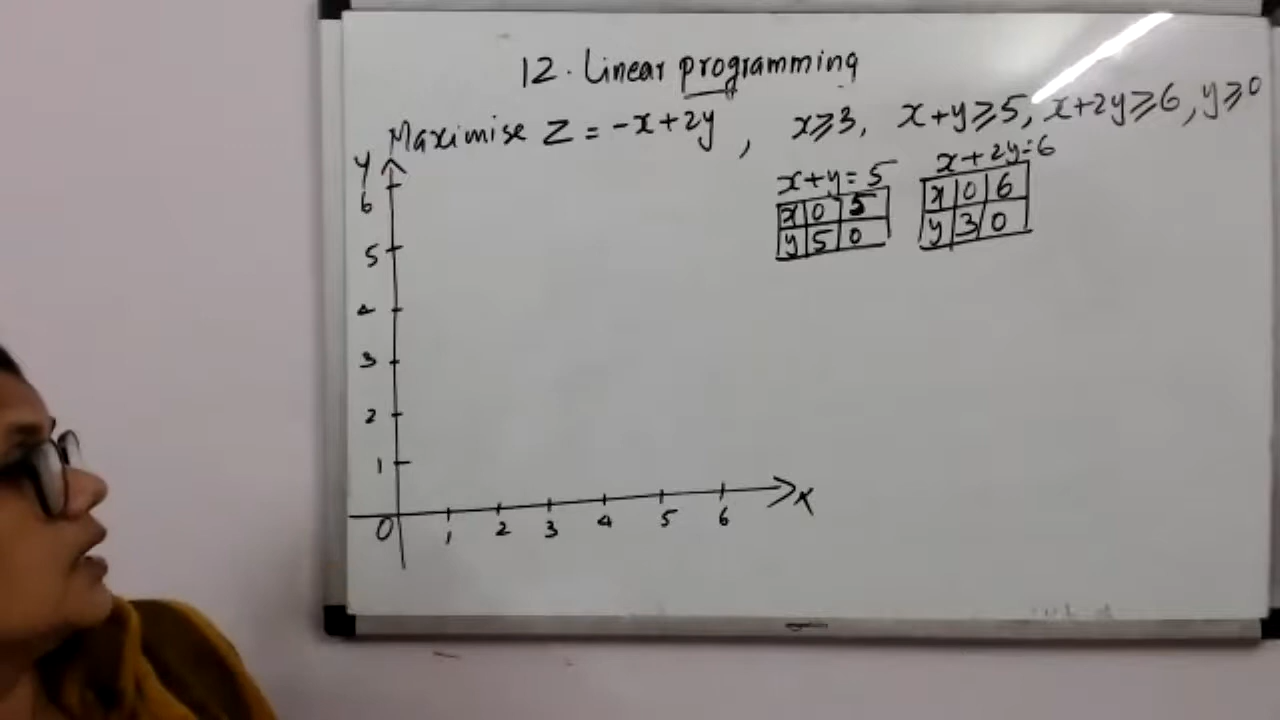 12. Linear programming
Maximise Z = -x+2y, x≥3, x+y≥5, x+2y≥6, y≥0
x+y=5
x 0 5
y 5 0
x+2y=6
x 0 6
y 3 0
y
6
5
4
3
2
1
0 1 2 3 4 5 6 x